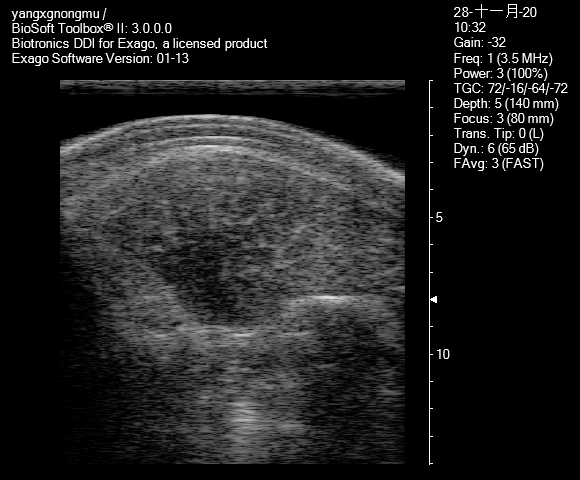 yangxgnongmu /
BioSoft Toolbox® II: 3.0.0.0
Biotronics DDI for Exago, a licensed product
Exago Software Version: 01-13
28-十一月-20
10:32
Gain: -32
Freq: 1 (3.5 MHz)
Power: 3 (100%)
TGC: 72/-16/-64/-72
Depth: 5 (140 mm)
Focus: 3 (80 mm)
Trans. Tip: 0 (L)
Dyn.: 6 (65 dB)
FAvg: 3 (FAST)
5
10